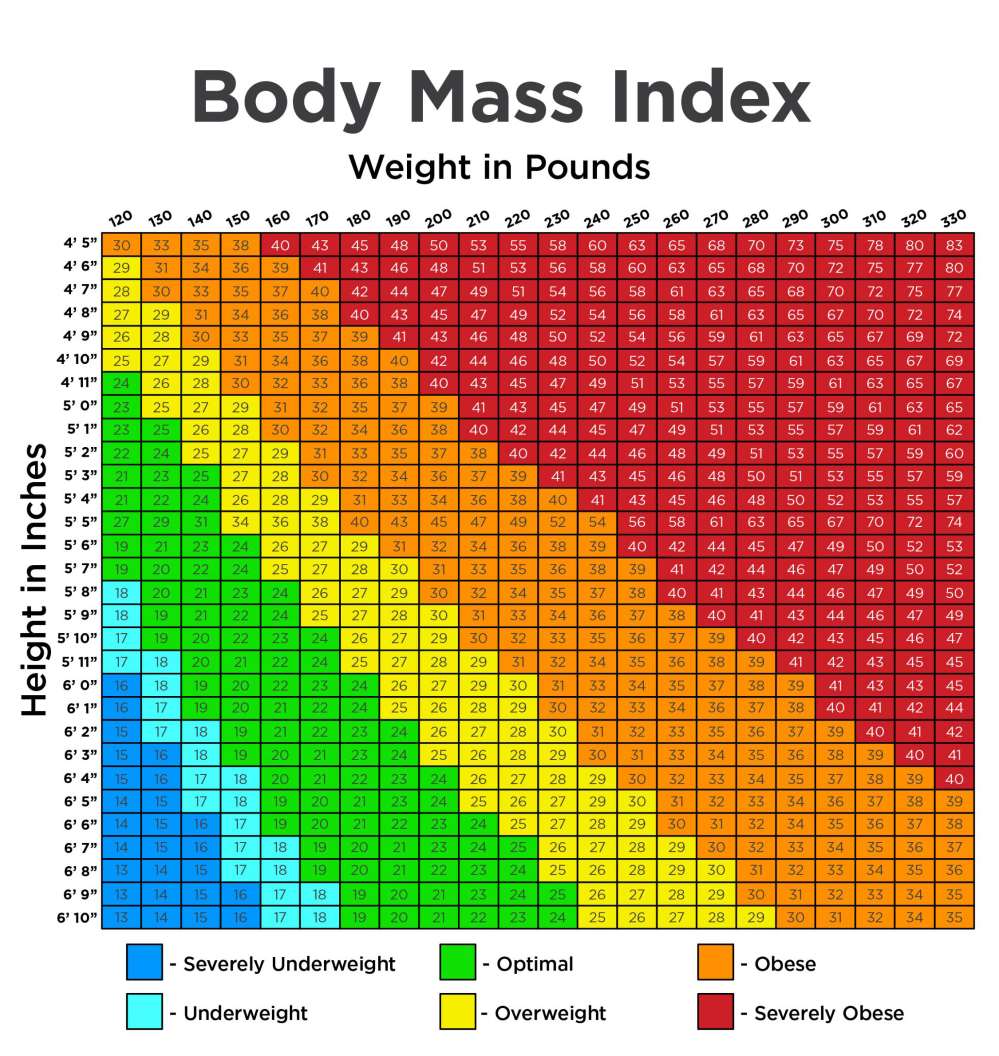 Body Mass Index
Weight in Pounds
120 130 140 150 160 170 180 190 200 210 220 230 240 250 260 270 280 290 300 310 320 330
Height in Inches
4’ 5” 30 33 35 38 40 43 45 48 50 53 55 58 60 63 65 68 70 73 75 78 80 83
4’ 6” 29 31 34 36 39 41 43 46 48 51 53 56 58 60 63 65 68 70 72 75 77 80
4’ 7” 28 30 33 35 37 40 42 44 47 49 51 54 56 58 61 63 65 68 70 72 75 77
4’ 8” 27 29 31 34 36 38 40 43 45 47 49 52 54 56 58 61 63 65 67 70 72 74
4’ 9” 26 28 30 33 35 37 39 41 43 46 48 50 52 54 56 59 61 63 65 67 69 72
4’ 10” 25 27 29 31 34 36 38 40 42 44 46 48 50 52 54 57 59 61 63 65 67 69
4’ 11” 24 26 28 30 32 33 36 38 40 43 45 47 49 51 53 55 57 59 61 63 65 67
5’ 0” 23 25 27 29 31 32 35 37 39 41 43 45 47 49 51 53 55 57 59 61 63 65
5’ 1” 23 25 26 28 30 32 34 36 38 40 42 44 45 47 49 51 53 55 57 59 61 62
5’ 2” 22 24 25 27 29 31 33 35 37 38 40 42 44 46 48 49 51 53 55 57 59 60
5’ 3” 21 23 25 27 28 30 32 34 36 37 39 41 43 45 46 48 50 51 53 55 57 59
5’ 4” 21 22 24 26 28 29 31 33 34 36 38 40 41 43 45 46 48 50 52 53 55 57
5’ 5” 27 29 31 34 36 38 40 43 45 47 49 52 54 56 58 61 63 65 67 70 72 74
5’ 6” 19 21 23 24 26 27 29 31 32 34 36 38 39 40 42 44 45 47 49 50 52 53
5’ 7” 19 20 22 24 25 27 28 30 31 33 35 36 38 39 41 42 44 46 47 49 50 52
5’ 8” 18 20 21 23 24 26 27 29 30 32 34 35 37 38 40 41 43 44 46 47 49 50
5’ 9” 18 19 21 22 24 25 27 28 30 31 33 34 36 37 38 40 41 43 44 46 47 49
5’ 10” 17 19 20 22 23 24 26 27 29 30 32 33 35 36 37 39 40 42 43 45 46 47
5’ 11” 17 18 20 21 22 24 25 27 28 29 31 32 34 35 36 38 39 41 42 43 45 45
6’ 0” 16 18 19 20 22 23 24 26 27 29 30 31 33 34 35 37 38 39 41 43 43 45
6’ 1” 16 17 19 20 21 22 24 25 26 28 29 30 32 33 34 36 37 38 40 41 42 44
6’ 2” 15 17 18 19 21 22 23 24 26 27 28 30 31 32 33 35 36 37 39 40 41 42
6’ 3” 15 16 18 19 20 21 23 24 25 26 28 29 30 31 33 34 35 36 38 39 40 41
6’ 4” 15 16 17 18 20 21 22 23 24 26 27 28 29 30 32 33 34 35 37 38 39 40
6’ 5” 14 15 17 18 19 20 21 23 24 25 26 27 29 30 31 32 33 34 36 37 38 39
6’ 6” 14 15 16 17 19 20 21 22 23 24 25 27 28 29 30 31 32 34 35 36 37 38
6’ 7” 14 15 16 17 18 19 20 21 23 24 25 26 27 28 29 30 32 33 34 35 36 37
6’ 8” 13 14 15 17 18 19 20 21 22 23 24 25 26 28 29 30 31 32 33 34 35 36
6’ 9” 13 14 15 16 17 18 19 20 21 23 24 25 26 27 28 29 30 31 32 33 34 35
6’ 10” 13 14 15 16 17 18 19 20 21 22 23 24 25 26 27 28 29 30 31 32 34 35
- Severely Underweight - Optimal - Obese
- Underweight - Overweight - Severely Obese